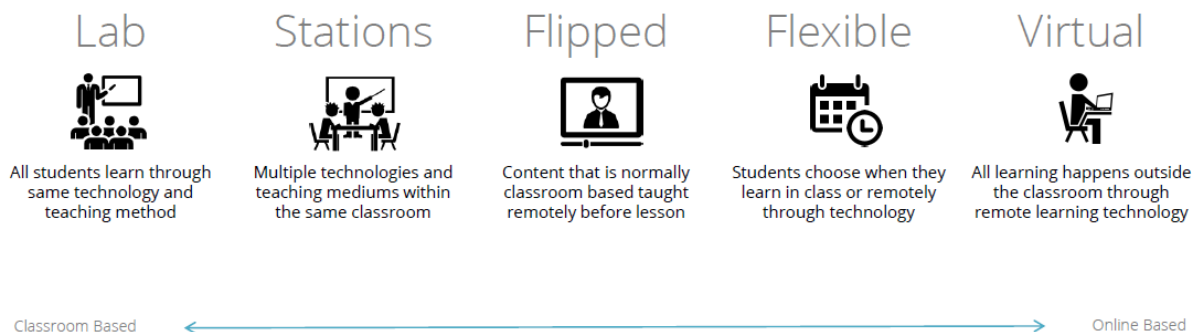 Lab
Stations
Flipped
Flexible
Virtual
All students learn through
same technology and
teaching method
Multiple technologies and
teaching mediums within
the same classroom
Content that is normally
classroom based taught
remotely before lesson
Students choose when they
learn in class or remotely
through technology
All learning happens outside
the classroom through
remote learning technology
Classroom Based
Online Based